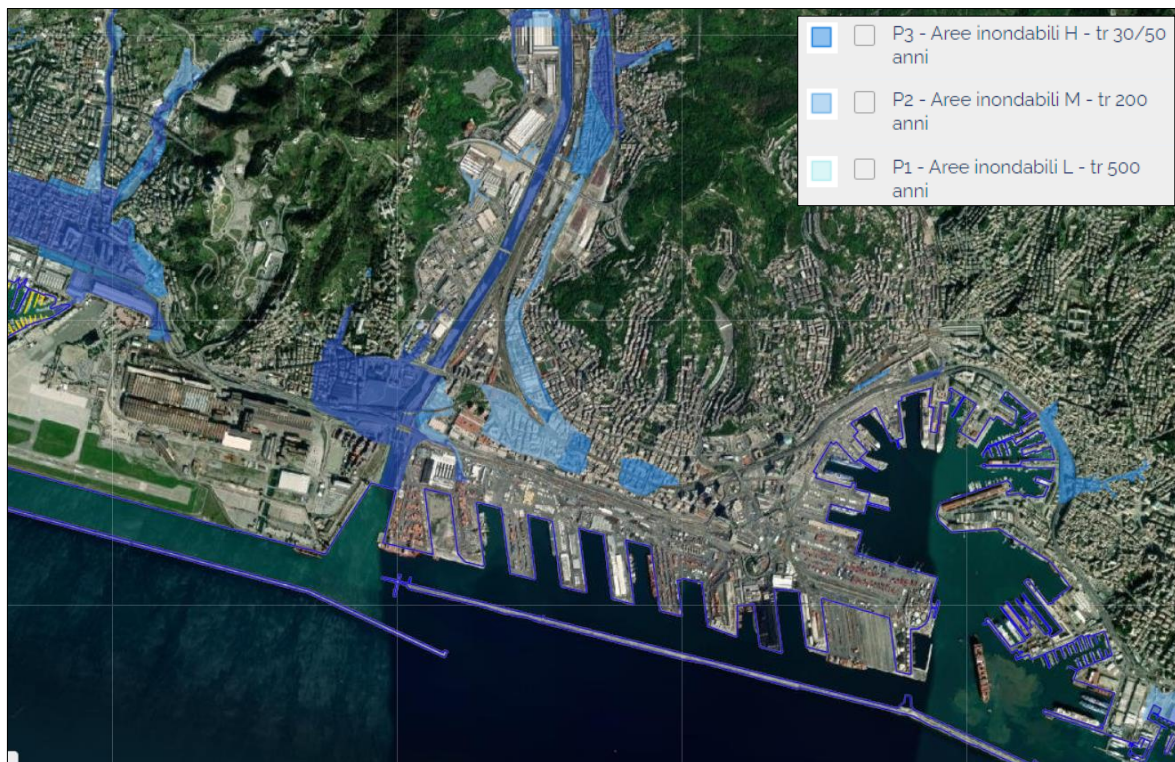 P3 - Aree inondabili H - tr 30/50
anni
P2 - Aree inondabili M - tr 200
anni
P1 - Aree inondabili L - tr 500
anni